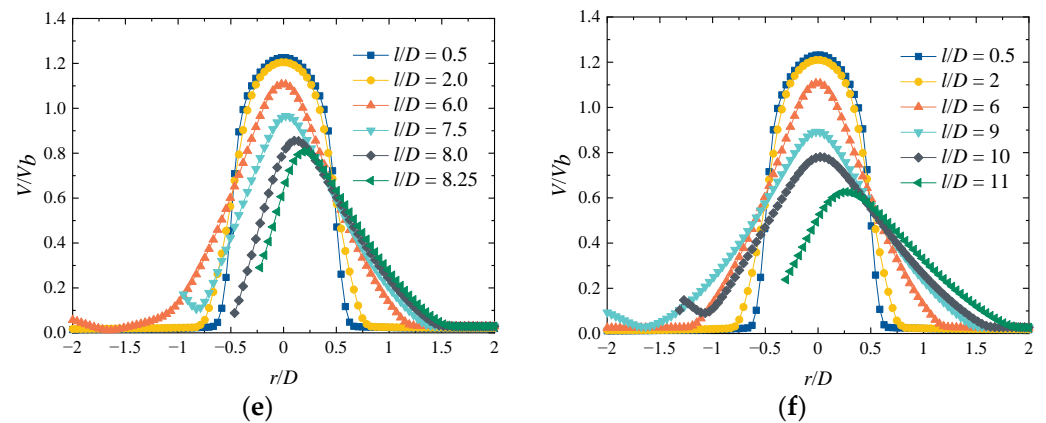 1.4
1.2
1.0
0.8
0.6
0.4
0.2
0.0
V/Vb
−2 −1.5 −1 −0.5 0 0.5 1 1.5 2
r/D
l/D = 0.5
l/D = 2.0
l/D = 6.0
l/D = 7.5
l/D = 8.0
l/D = 8.25
(e)
1.4
1.2
1.0
0.8
0.6
0.4
0.2
0.0
V/Vb
−2 −1.5 −1 −0.5 0 0.5 1 1.5 2
r/D
l/D = 0.5
l/D = 2
l/D = 6
l/D = 9
l/D = 10
l/D = 11
(f)